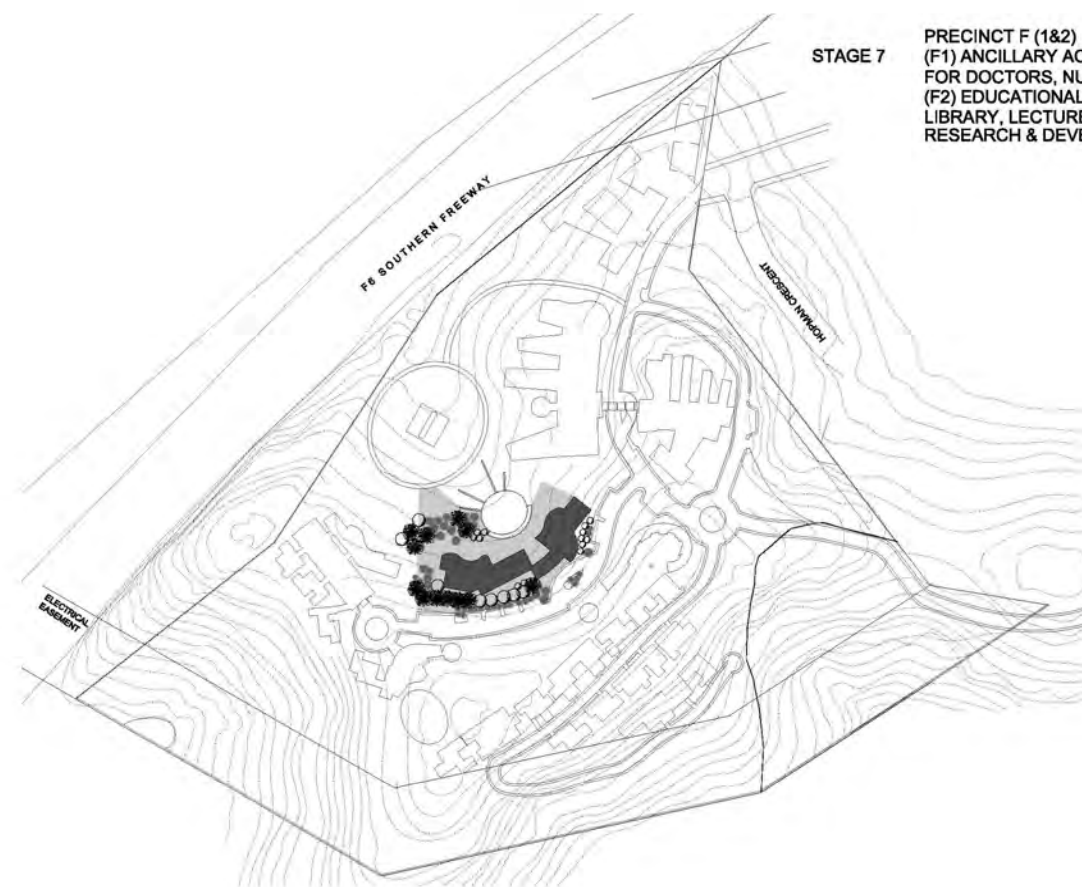 STAGE 7
PRECINCT F (1&2)
(F1) ANCILLARY AC
FOR DOCTORS, NU
(F2) EDUCATIONAL
LIBRARY, LECTURE
RESEARCH & DEVE
F6 SOUTHERN FREEWAY
HOPMAN CRESCENT
ELECTRICAL
EASEMENT